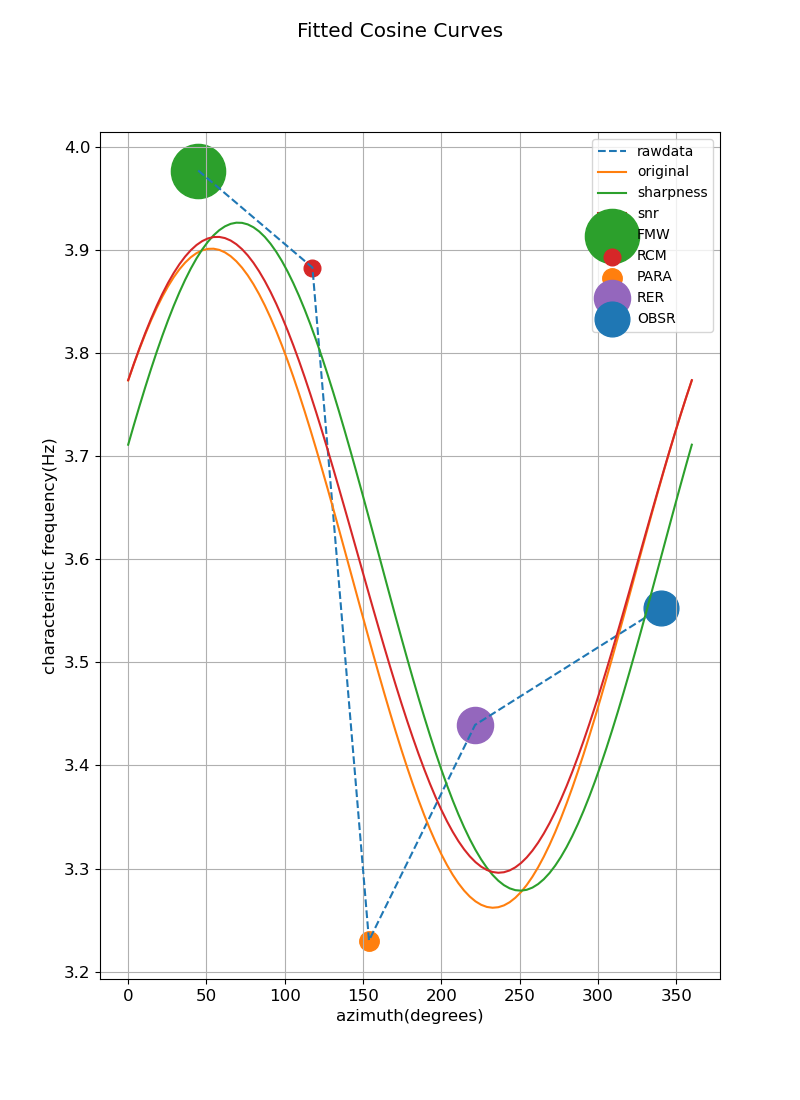 Fitted Cosine Curves
4.0
3.9
3.8
3.7
3.6
3.5
3.4
3.3
3.2
characteristic frequency(Hz)
rawdata
original
sharpness
snr
FMW
RCM
PARA
RER
OBSR
0 50 100 150 200 250 300 350
azimuth(degrees)